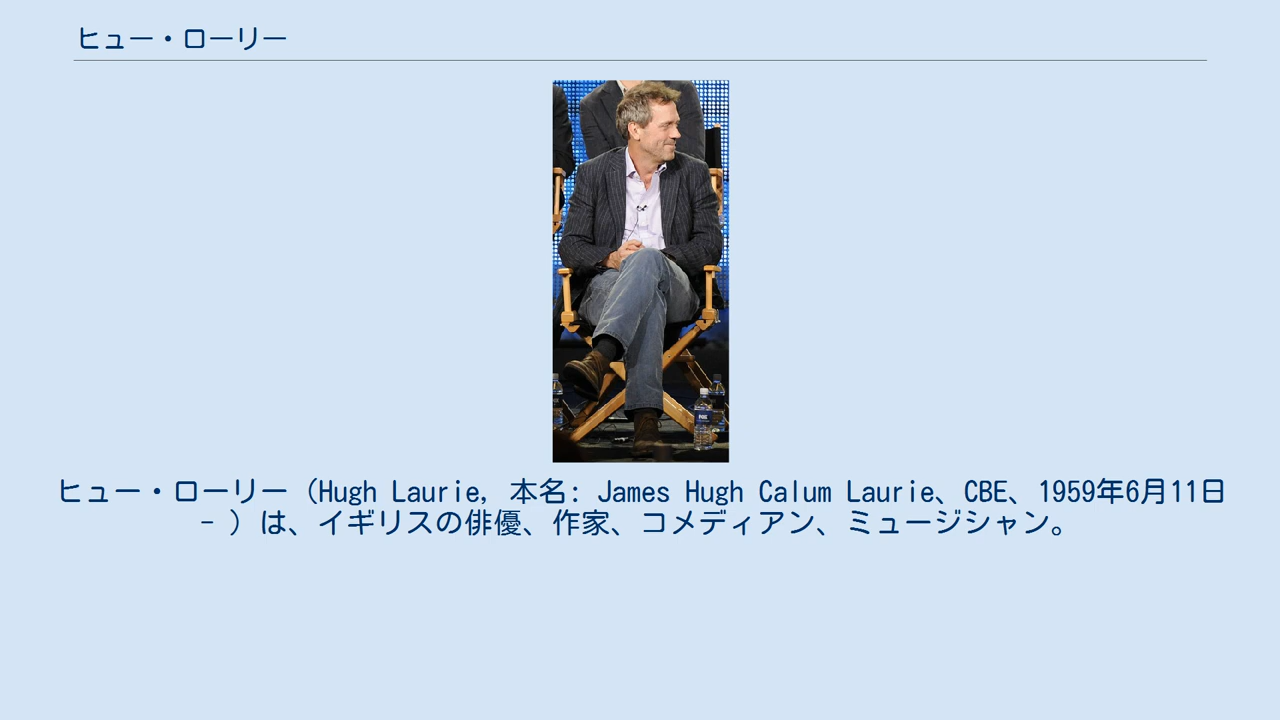 ヒュー・ローリー
ヒュー・ローリー（Hugh Laurie, 本名: James Hugh Calum Laurie、CBE、1959年6月11日
- ）は、イギリスの俳優、作家、コメディアン、ミュージシャン。
FOX